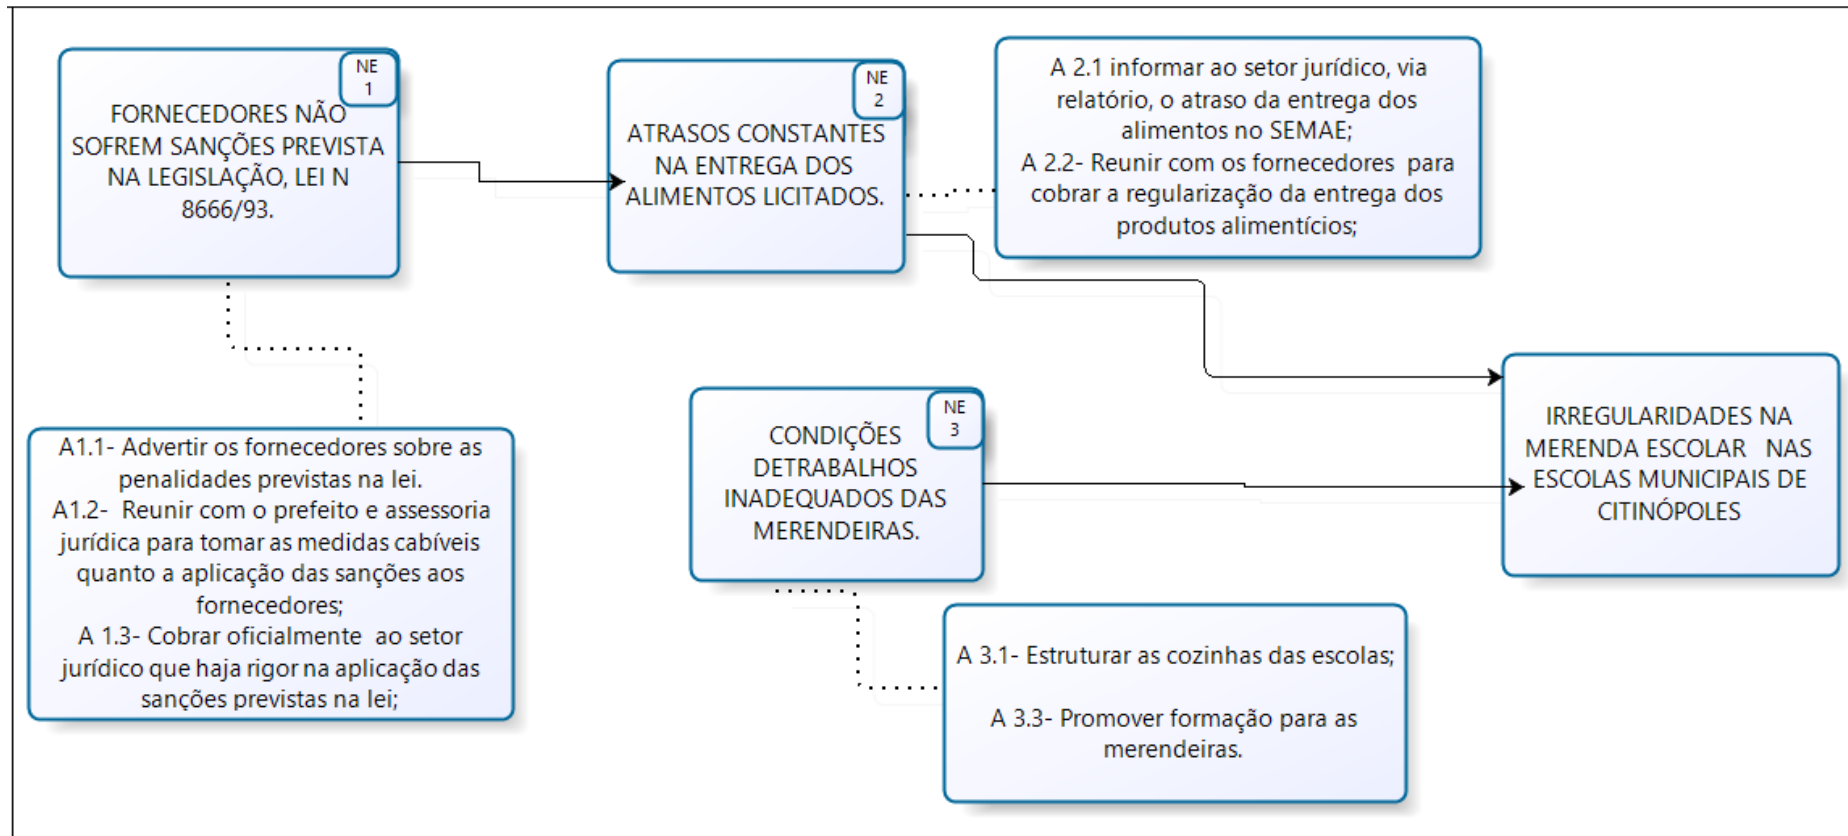 NE
1
FORNECEDORES NÃO
SOFREM SANÇÕES PREVISTA
NA LEGISLAÇÃO, LEI N
8666/93.
NE
2
ATRASOS CONSTANTES
NA ENTREGA DOS
ALIMENTOS LICITADOS.
A 2.1 informar ao setor jurídico, via
relatório, o atraso da entrega dos
alimentos no SEMAE;
A 2.2- Reunir com os fornecedores para
cobrar a regularização da entrega dos
produtos alimentícios;
A1.1- Advertir os fornecedores sobre as
penalidades previstas na lei.
A1.2- Reunir com o prefeito e assessoria
jurídica para tomar as medidas cabíveis
quanto a aplicação das sanções aos
fornecedores;
A 1.3- Cobrar oficialmente ao setor
jurídico que haja rigor na aplicação das
sanções previstas na lei;
NE
3
CONDIÇÕES
DETRABALHOS
INADEQUADOS DAS
MERENDEIRAS.
IRREGULARIDADES NA
MERENDA ESCOLAR NAS
ESCOLAS MUNICIPAIS DE
CITINÓPOLES
A 3.1- Estruturar as cozinhas das escolas;
A 3.3- Promover formação para as
merendeiras.